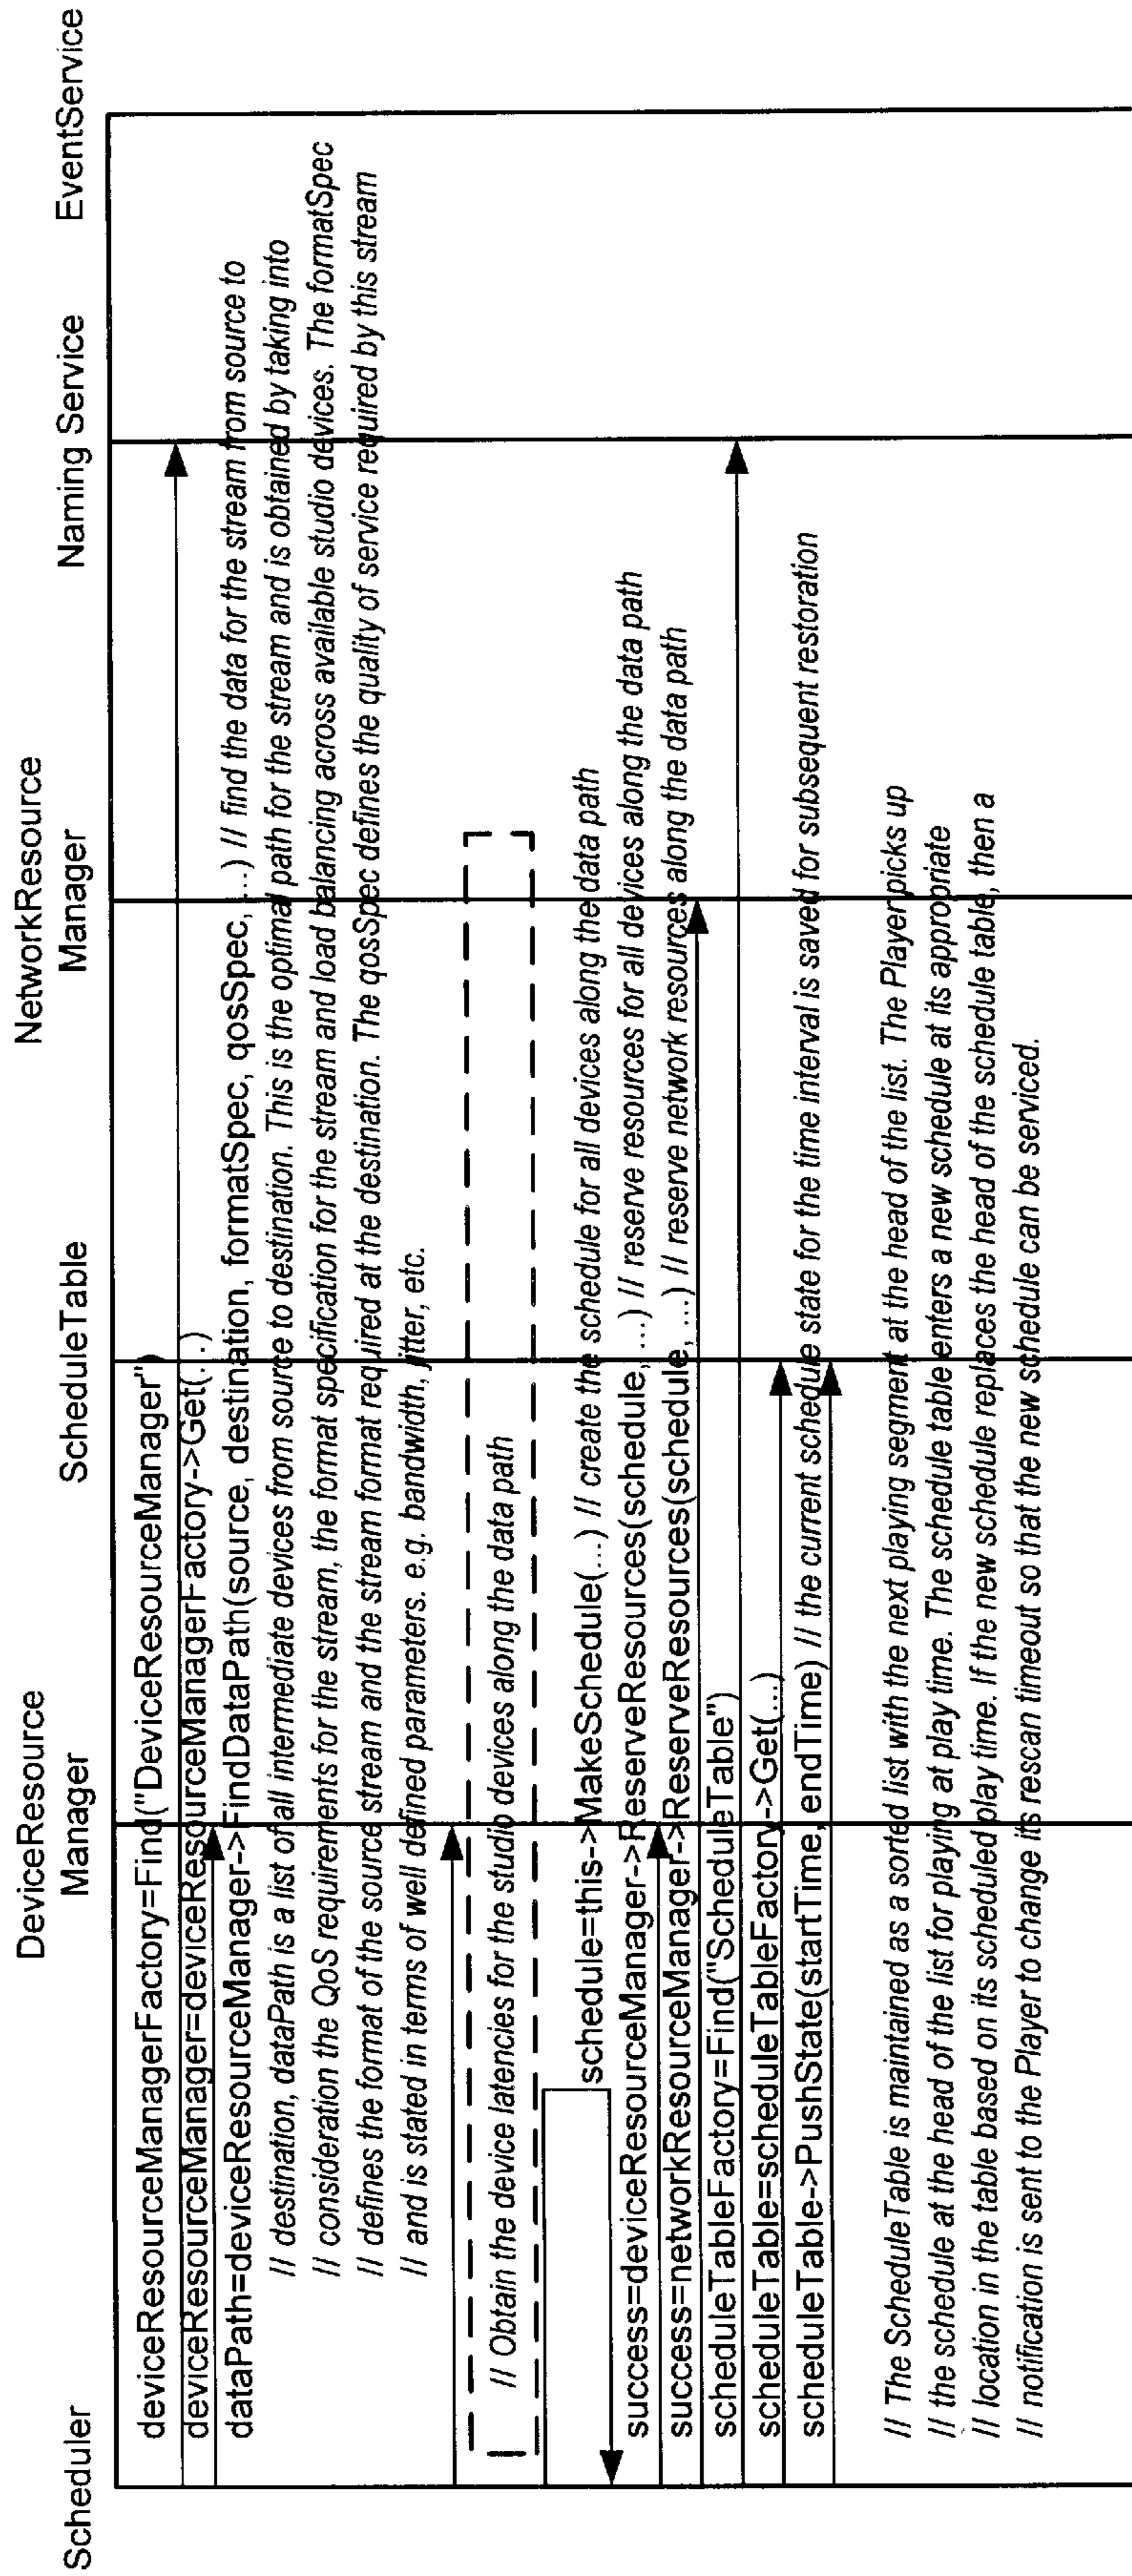 Scheduler
DeviceResource
Manager
ScheduleTable
NetworkResource
Manager
Naming Service
EventService
deviceResourceManagerFactory=Find("DeviceResourceManager")
deviceResourceManager=deviceResourceManagerFactory->Get(...)
dataPath=deviceResourceManager->FindDataPath(source, destination, formatSpec, qosSpec, ...) // find the data for the stream from source to
// destination, dataPath is a list of all intermediate devices from source to destination. This is the optimal path for the stream and is obtained by taking into
// consideration the QoS requirements for the stream, the format specification for the stream and load balancing across available studio devices. The formatSpec
// defines the format of the source stream and the stream format required at the destination. The qosSpec defines the quality of service required by this stream
// and is stated in terms of well defined parameters. e.g. bandwidth, jitter, etc.
// Obtain the device latencies for the studio devices along the data path
schedule=this->MakeSchedule(...) // create the schedule for all devices along the data path
success=deviceResourceManager->ReserveResources(schedule, ...) // reserve resources for all devices along the data path
success=networkResourceManager->ReserveResources(schedule, ...) // reserve network resources along the data path
scheduleTableFactory=Find("ScheduleTable")
scheduleTable=scheduleTableFactory->Get(...)
scheduleTable->PushState(startTime, endTime) // the current schedule state for the time interval is saved for subsequent restoration
// The ScheduleTable is maintained as a sorted list with the next playing segment at the head of the list. The Player picks up
// the schedule at the head of the list for playing at play time. The schedule table enters a new schedule at its appropriate
// location in the table based on its scheduled play time. If the new schedule replaces the head of the schedule table, then a
// notification is sent to the Player to change its rescan timeout so that the new schedule can be serviced.